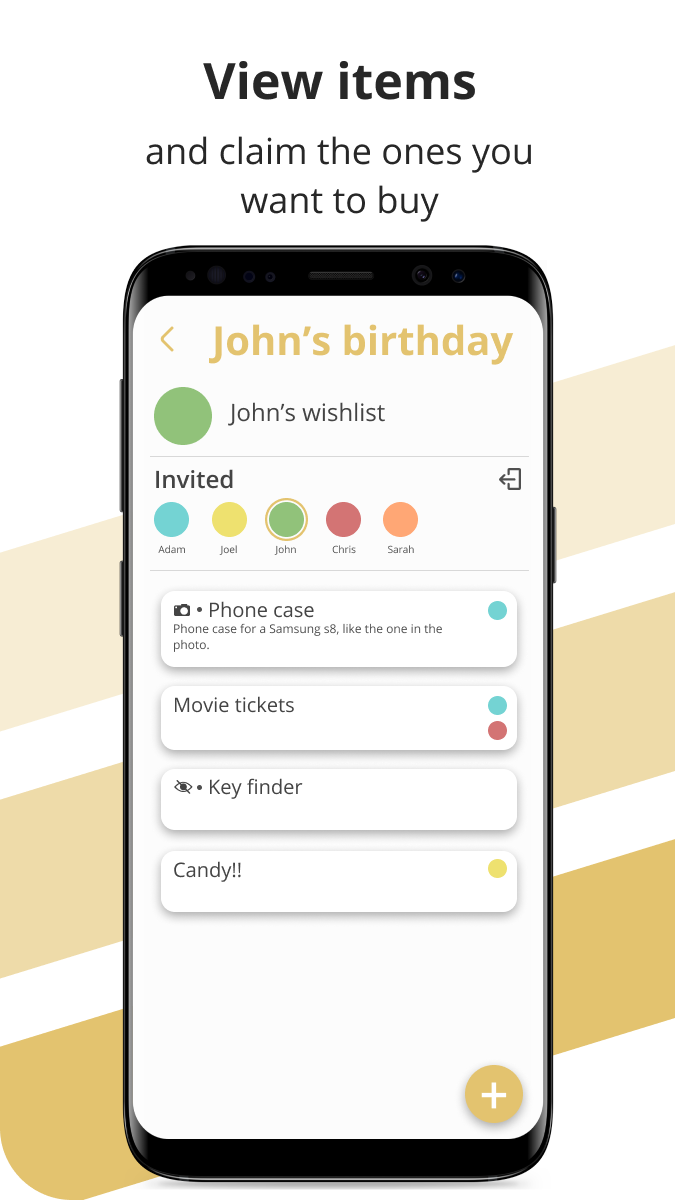 View items
and claim the ones you
want to buy
John’s birthday
John’s wishlist
Invited
Adam
Joel
John
Chris
Sarah
• Phone case
Phone case for a Samsung s8, like the one in the
photo.
Movie tickets
• Key finder
Candy!!